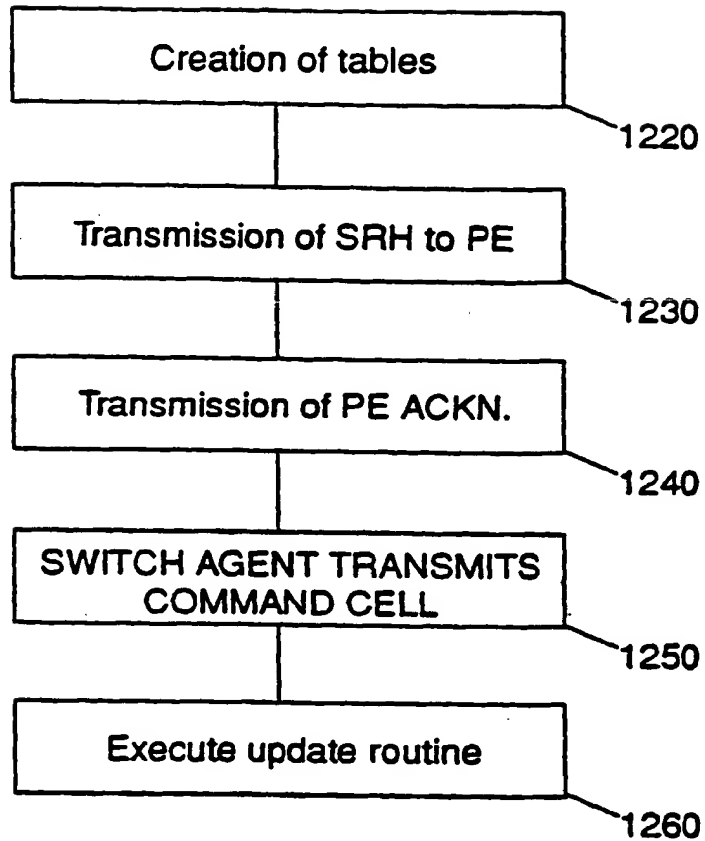 Creation of tables
1220
Transmission of SRH to PE
1230
Transmission of PE ACKN.
1240
SWITCH AGENT TRANSMITS
COMMAND CELL
1250
Execute update routine
1260